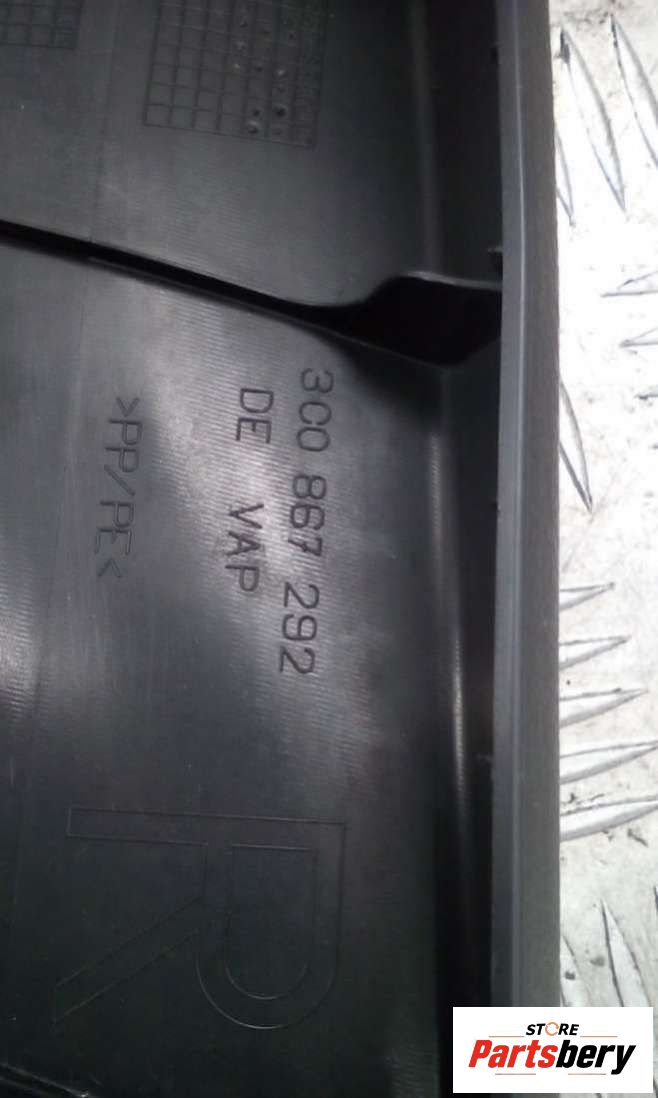 3C0 867 292
DE VAP
>PP/PE<
R
STORE
Partsbery